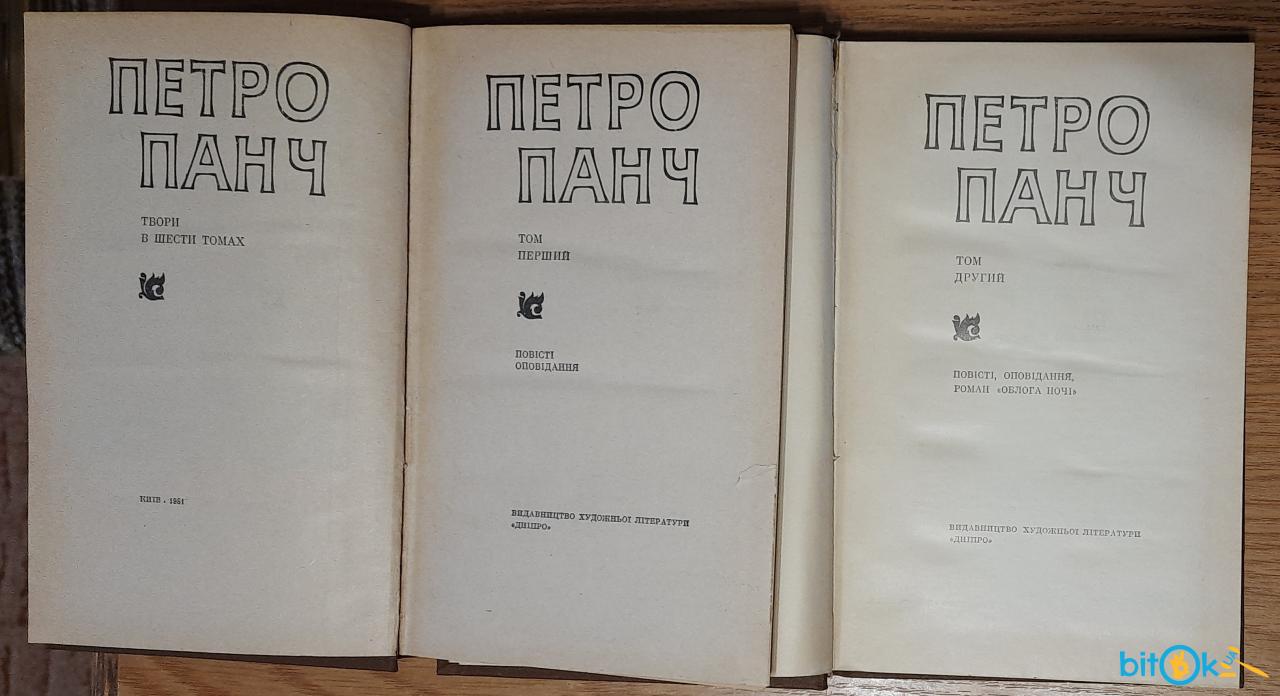 ПЕТРО
ПАНЧ
ТВОРИ
В ШЕСТИ ТОМАХ
КИЇВ . 1981
ПЕТРО
ПАНЧ
ТОМ
ПЕРШИЙ
ПОВІСТІ
ОПОВІДАННЯ
ВИДАВНИЦТВО ХУДОЖНЬОЇ ЛІТЕРАТУРИ
«ДНІПРО»
ПЕТРО
ПАНЧ
ТОМ
ДРУГИЙ
ПОВІСТІ, ОПОВІДАННЯ,
РОМАН «ОБЛОГА НОЧІ»
ВИДАВНИЦТВО ХУДОЖНЬОЇ ЛІТЕРАТУРИ
«ДНІПРО»
bitok.ua